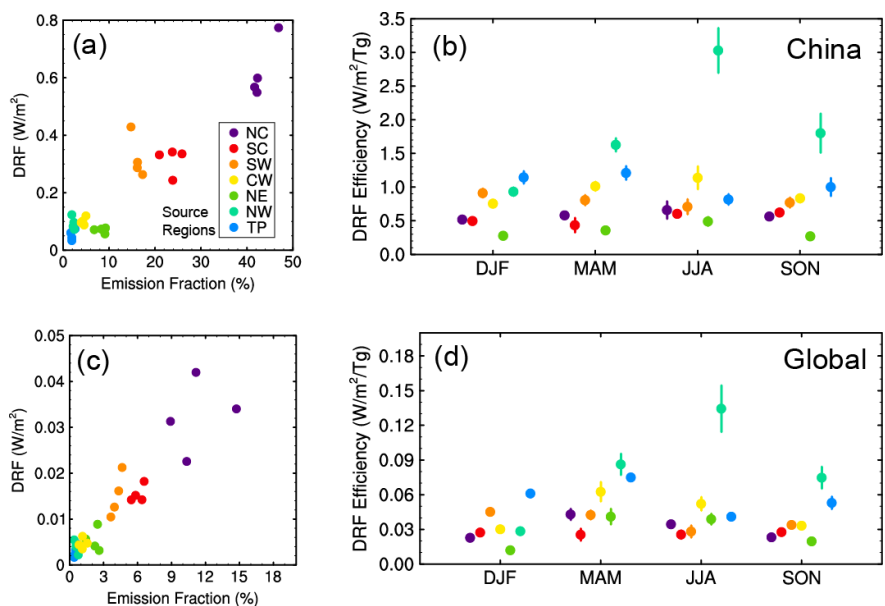 (a)
DRF (W/m²)
0.8
0.6
0.4
0.2
0
0
10
20
30
40
50
Emission Fraction (%)
Source
Regions
NC
SC
SW
CW
NE
NW
TP
(b)
China
DRF Efficiency (W/m²/Tg)
3.5
3.0
2.5
2.0
1.5
1.0
0.5
0.0
DJF
MAM
JJA
SON
(c)
DRF (W/m²)
0.05
0.04
0.03
0.02
0.01
0
0
3
6
9
12
15
18
Emission Fraction (%)
(d)
Global
DRF Efficiency (W/m²/Tg)
0.18
0.15
0.12
0.09
0.06
0.03
0.00
DJF
MAM
JJA
SON